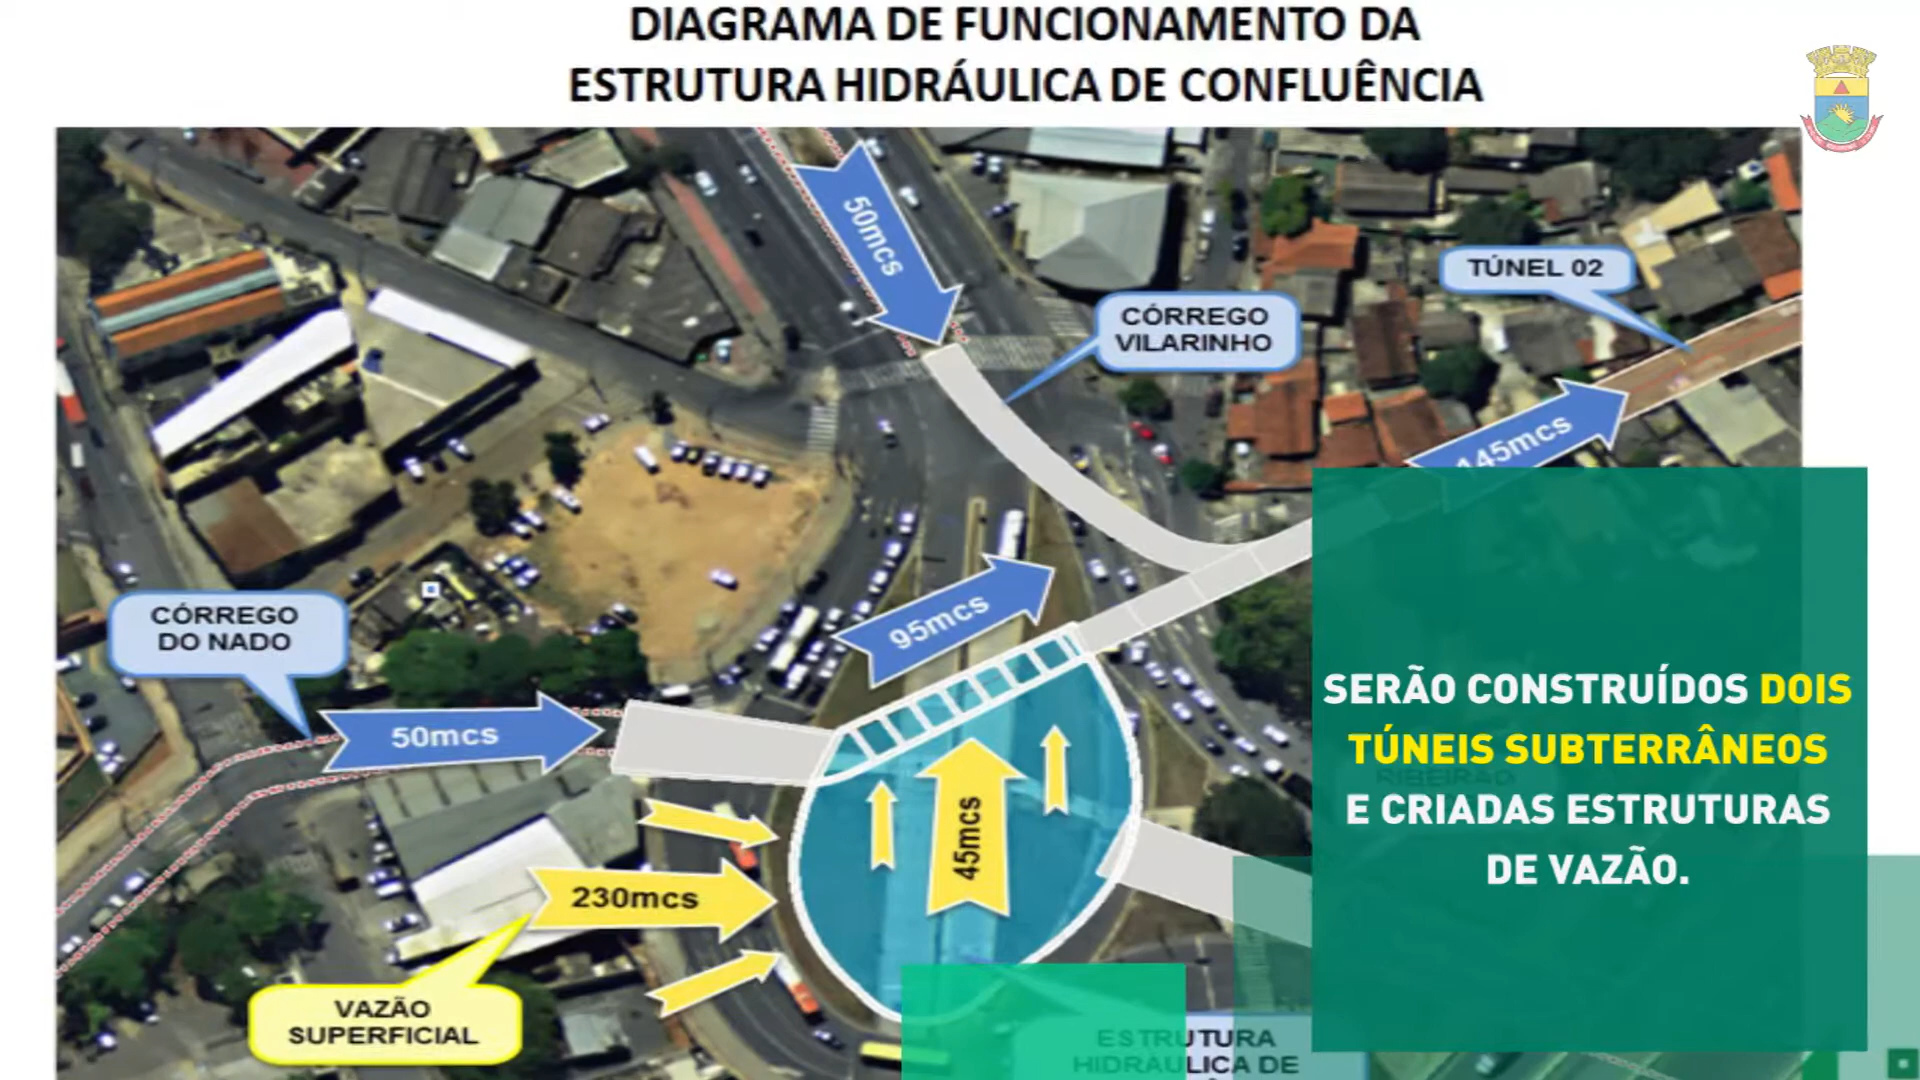 DIAGRAMA DE FUNCIONAMENTO DA
ESTRUTURA HIDRÁULICA DE CONFLUÊNCIA
50mcs
TÚNEL 02
CÓRREGO
VILARINHO
145mcs
95mcs
CÓRREGO
DO NADO
50mcs
45mcs
230mcs
VAZÃO
SUPERFICIAL
SERÃO CONSTRUÍDOS DOIS
TÚNEIS SUBTERRÂNEOS
RIBEIRÃO
E CRIADAS ESTRUTURAS
DE VAZÃO.
ESTRUTURA
HIDRÁULICA DE